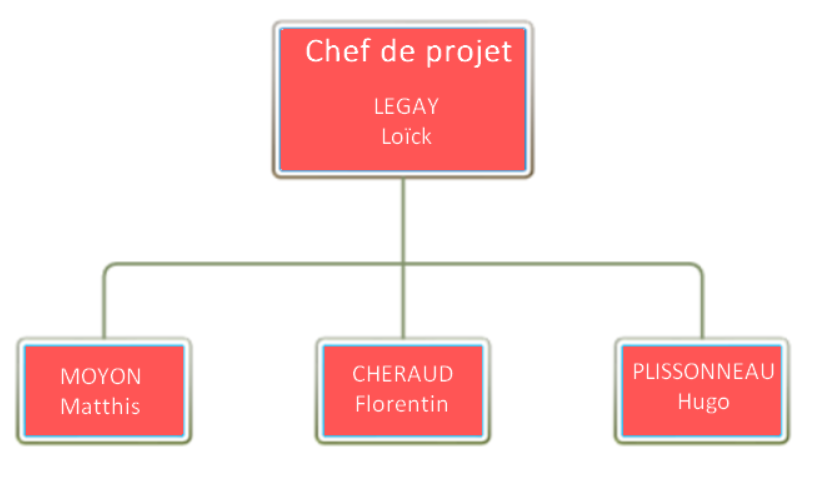 Chef de projet
LEGAY
Loïck
MOYON
Matthis
CHERAUD
Florentin
PLISSONNEAU
Hugo